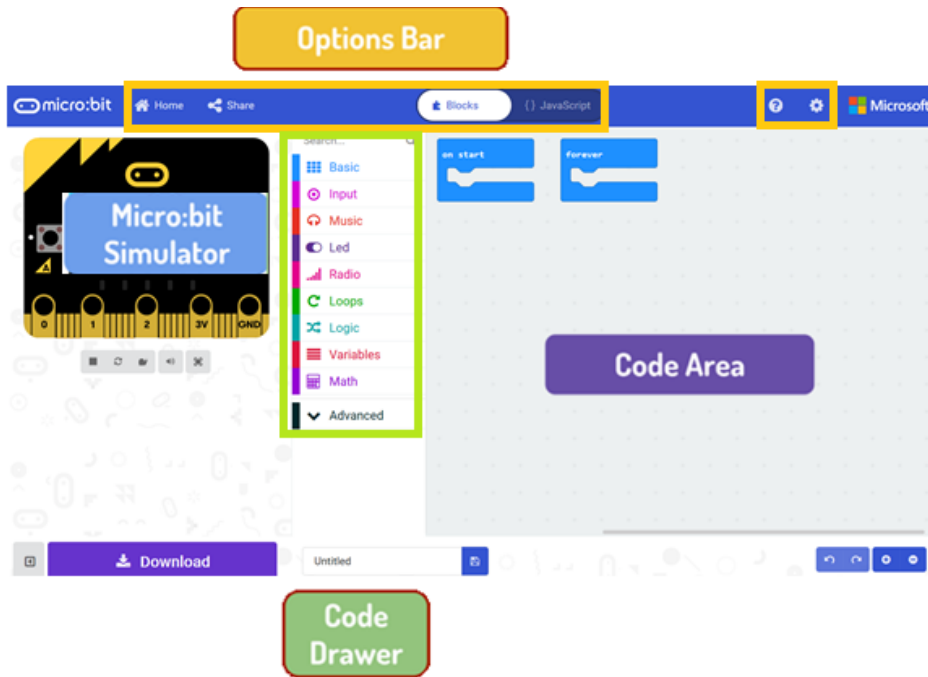 Options Bar
micro:bit
Home
Share
Blocks
{} JavaScript
Microsoft
Search...
Basic
Input
Music
Led
Radio
Loops
Logic
Variables
Math
Advanced
Micro:bit
Simulator
A
0 1 2 3V GND
on start
forever
Code Area
Download
Untitled
Code
Drawer